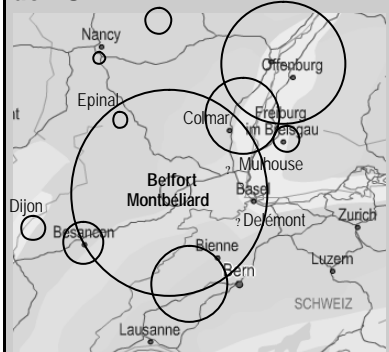 Nancy
Offenburg
Epinal
Colmar
Freiburg
im Breisgau
? Mulhouse
Belfort
Montbéliard
Basel
Dijon
? Delémont
Zurich
Besancen
Bienne
Bern
Luzern
SCHWEIZ
Lausanne